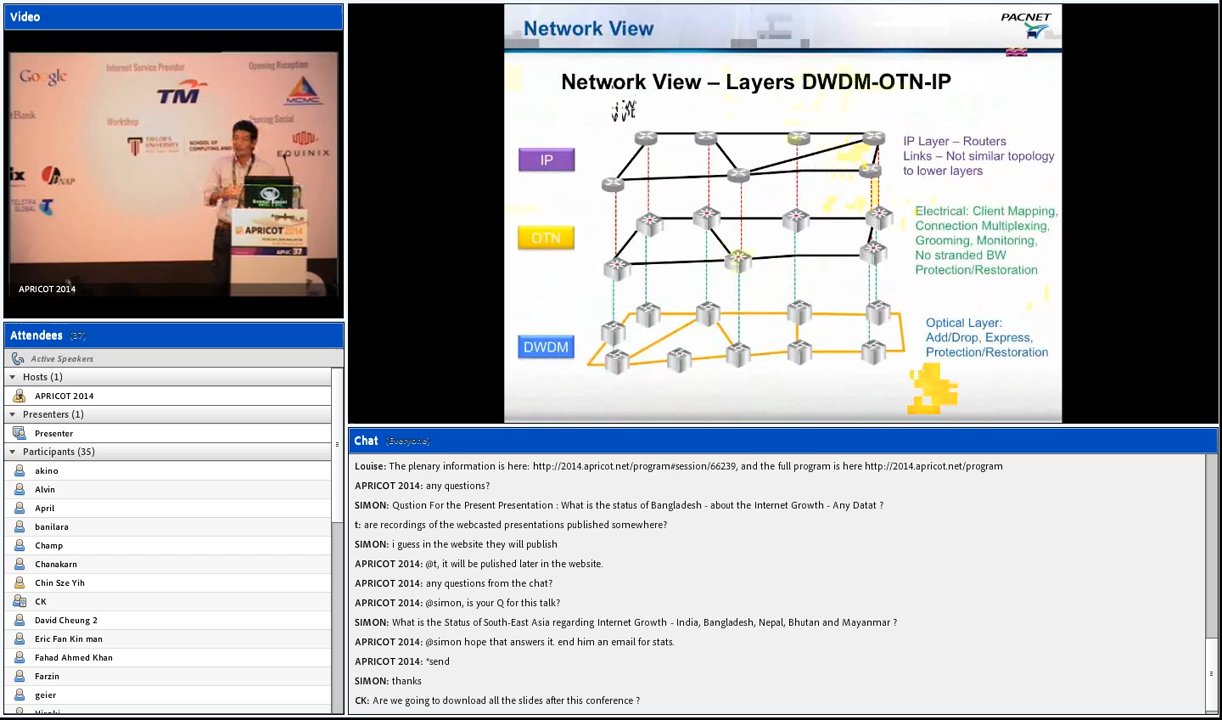 Video
Google
Internet Service Provider
Opening Reception
TM
MCMC
Workshop
EQUINIX
TELSTRA
GLOBAL
APRICOT 2014
APRICOT 2014
Attendees (37)
Active Speakers
Hosts (1)
APRICOT 2014
Presenters (1)
Presenter
Participants (35)
akino
Alvin
April
banilara
Champ
Chanakarn
Chin Sze Yih
CK
David Cheung 2
Eric Fan Kin man
Fahad Ahmed Khan
Farzin
geier
Network View
PACNET
Network View – Layers DWDM-OTN-IP
IP
IP Layer – Routers
Links – Not similar topology
to lower layers
OTN
Electrical: Client Mapping,
Connection Multiplexing,
Grooming, Monitoring,
No stranded BW
Protection/Restoration
DWDM
Optical Layer:
Add/Drop, Express,
Protection/Restoration
Chat (Everyone)
Louise: The plenary information is here: http://2014.apricot.net/program#session/66239, and the full program is here http://2014.apricot.net/program
APRICOT 2014: any questions?
SIMON: Qustion For the Present Presentation : What is the status of Bangladesh - about the Internet Growth - Any Datat ?
t: are recordings of the webcasted presentations published somewhere?
SIMON: i guess in the website they will publish
APRICOT 2014: @t, it will be pulished later in the website.
APRICOT 2014: any questions from the chat?
APRICOT 2014: @simon, is your Q for this talk?
SIMON: What is the Status of South-East Asia regarding Internet Growth - India, Bangladesh, Nepal, Bhutan and Mayanmar ?
APRICOT 2014: @simon hope that answers it. end him an email for stats.
APRICOT 2014: *send
SIMON: thanks
CK: Are we going to download all the slides after this conference ?